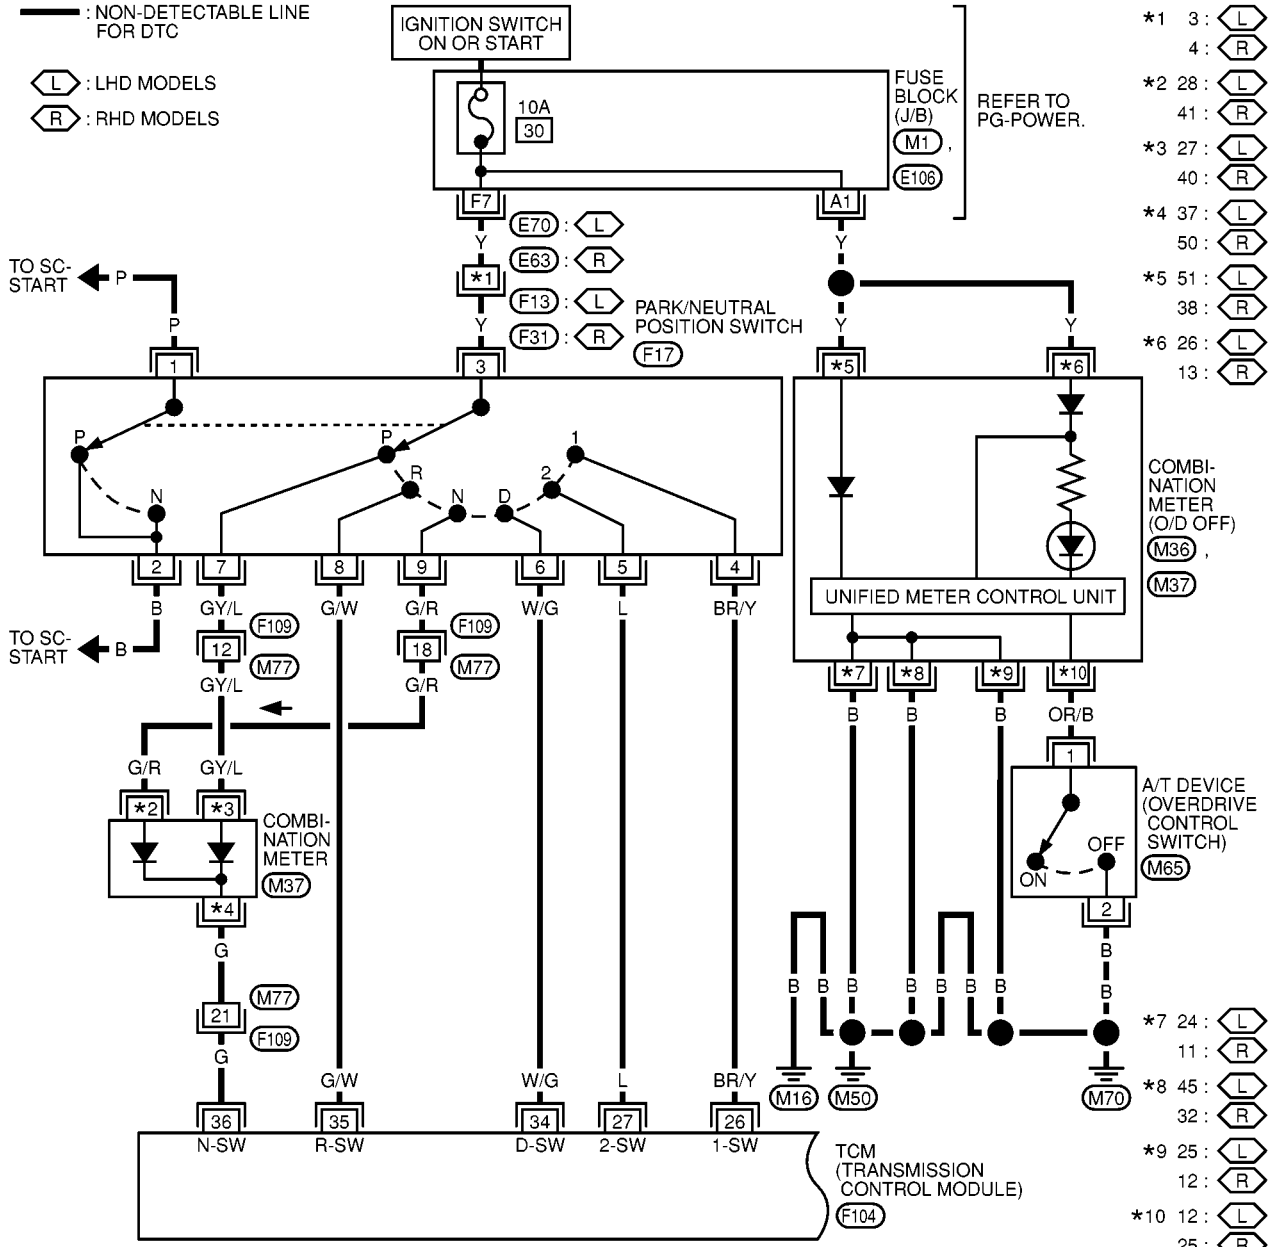 : NON-DETECTABLE LINE
FOR DTC
L : LHD MODELS
R : RHD MODELS
IGNITION SWITCH
ON OR START
10A
30
FUSE
BLOCK
(J/B)
M1 ,
E106
REFER TO
PG-POWER.
F7
A1
E70 : L
E63 : R
F13 : L
F31 : R
Y
*1
Y
Y
Y
Y
TO SC-
START
P
P
PARK/NEUTRAL
POSITION SWITCH
F17
1
3
*5
*6
P
N
P
R
N
D
2
1
2
7
8
9
6
5
4
COMBI-
NATION
METER
(O/D OFF)
M36 ,
M37
UNIFIED METER CONTROL UNIT
*7
*8
*9
*10
B
GY/L
G/W
G/R
W/G
L
BR/Y
F109
F109
TO SC-
START
B
12
18
M77
M77
GY/L
G/R
B
B
B
OR/B
G/R
GY/L
*2
*3
COMBI-
NATION
METER
M37
*4
1
A/T DEVICE
(OVERDRIVE
CONTROL
SWITCH)
M65
ON
OFF
2
G
M77
21
F109
G
B
B
B
B
B
B
B
B
B
M16
M50
M70
G/W
W/G
L
BR/Y
36
35
34
27
26
N-SW
R-SW
D-SW
2-SW
1-SW
TCM
(TRANSMISSION
CONTROL MODULE)
F104
*1 3 : L
4 : R
*2 28 : L
41 : R
*3 27 : L
40 : R
*4 37 : L
50 : R
*5 51 : L
38 : R
*6 26 : L
13 : R
*7 24 : L
11 : R
*8 45 : L
32 : R
*9 25 : L
12 : R
*10 12 : L
25 : R